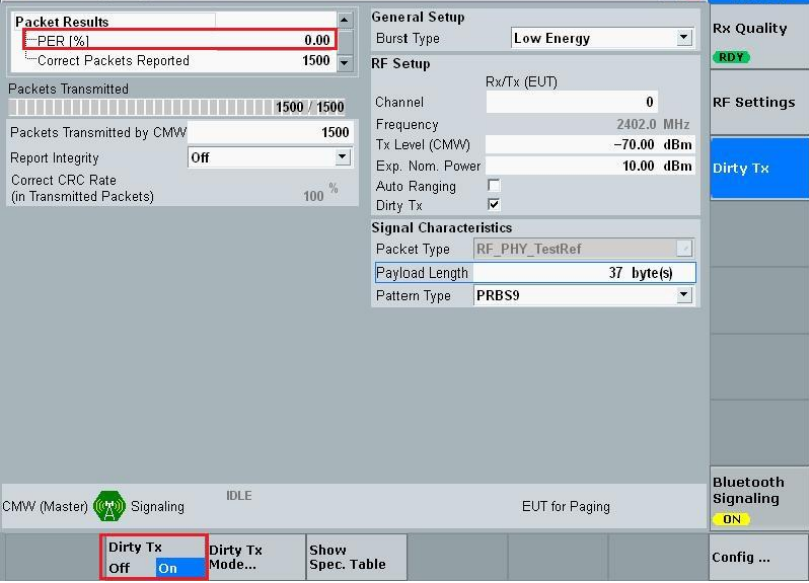 Packet Results
PER [%] 0.00
Correct Packets Reported 1500
Packets Transmitted
1500 / 1500
Packets Transmitted by CMW 1500
Report Integrity Off
Correct CRC Rate
(in Transmitted Packets) 100 %
General Setup
Burst Type Low Energy
RF Setup
Rx/Tx (EUT)
Channel 0
Frequency 2402.0 MHz
Tx Level (CMW) -70.00 dBm
Exp. Nom. Power 10.00 dBm
Auto Ranging
Dirty Tx
Signal Characteristics
Packet Type RF_PHY_TestRef
Payload Length 37 byte(s)
Pattern Type PRBS9
Rx Quality
RDY
RF Settings
Dirty Tx
Bluetooth
Signaling
ON
CMW (Master) Signaling IDLE EUT for Paging
Dirty Tx
Off On
Dirty Tx
Mode...
Show
Spec. Table
Config ...